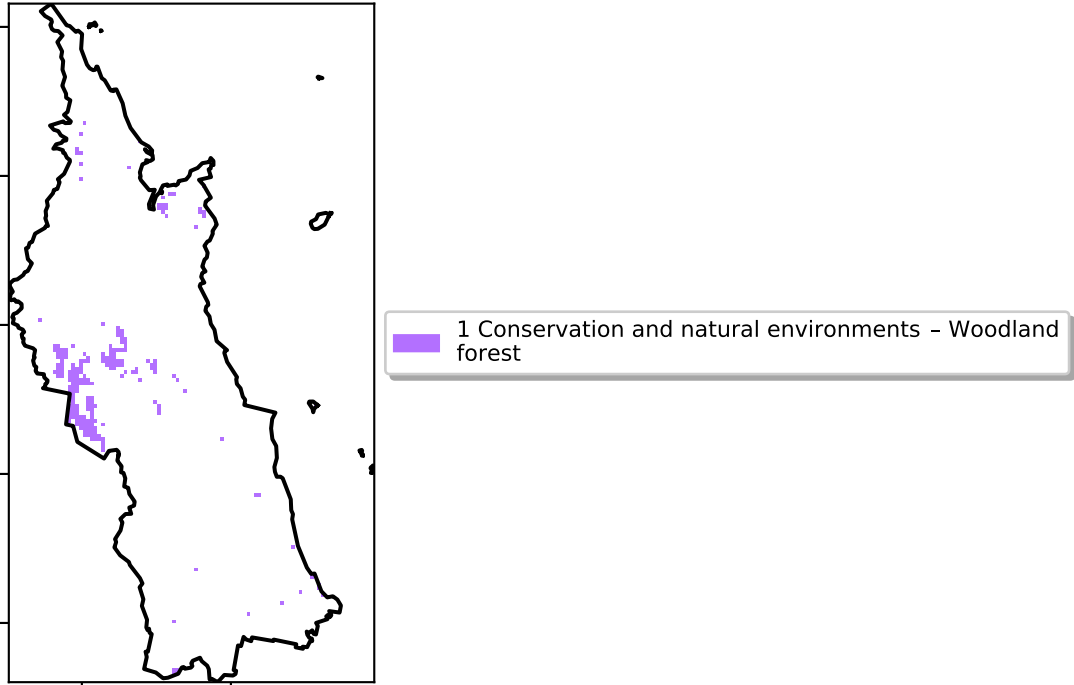 1 Conservation and natural environments – Woodland
forest